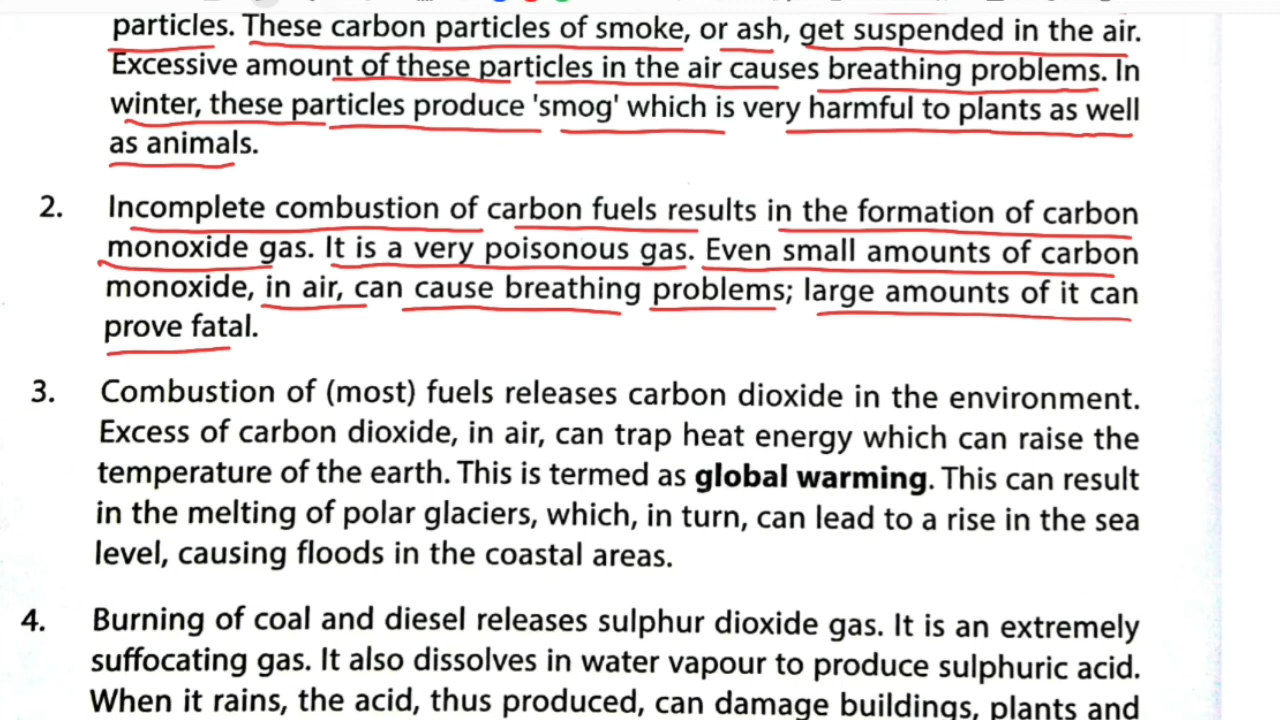 particles. These carbon particles of smoke, or ash, get suspended in the air.
Excessive amount of these particles in the air causes breathing problems. In
winter, these particles produce 'smog' which is very harmful to plants as well
as animals.
2. Incomplete combustion of carbon fuels results in the formation of carbon
monoxide gas. It is a very poisonous gas. Even small amounts of carbon
monoxide, in air, can cause breathing problems; large amounts of it can
prove fatal.
3. Combustion of (most) fuels releases carbon dioxide in the environment.
Excess of carbon dioxide, in air, can trap heat energy which can raise the
temperature of the earth. This is termed as global warming. This can result
in the melting of polar glaciers, which, in turn, can lead to a rise in the sea
level, causing floods in the coastal areas.
4. Burning of coal and diesel releases sulphur dioxide gas. It is an extremely
suffocating gas. It also dissolves in water vapour to produce sulphuric acid.
When it rains, the acid, thus produced, can damage buildings, plants and